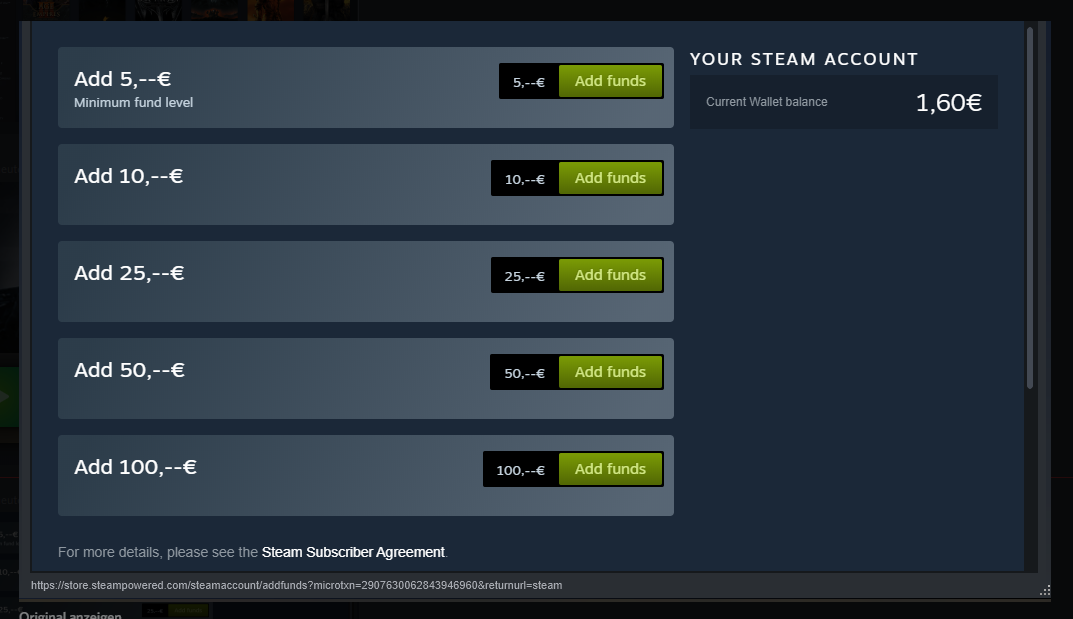 Add 5,--€
Minimum fund level
5,--€ Add funds
Add 10,--€
10,--€ Add funds
Add 25,--€
25,--€ Add funds
Add 50,--€
50,--€ Add funds
Add 100,--€
100,--€ Add funds
For more details, please see the Steam Subscriber Agreement.
YOUR STEAM ACCOUNT
Current Wallet balance 1,60€
https://store.steampowered.com/steamaccount/addfunds?microtxn=2907630062843946960&returnurl=steam
Original anzeigen